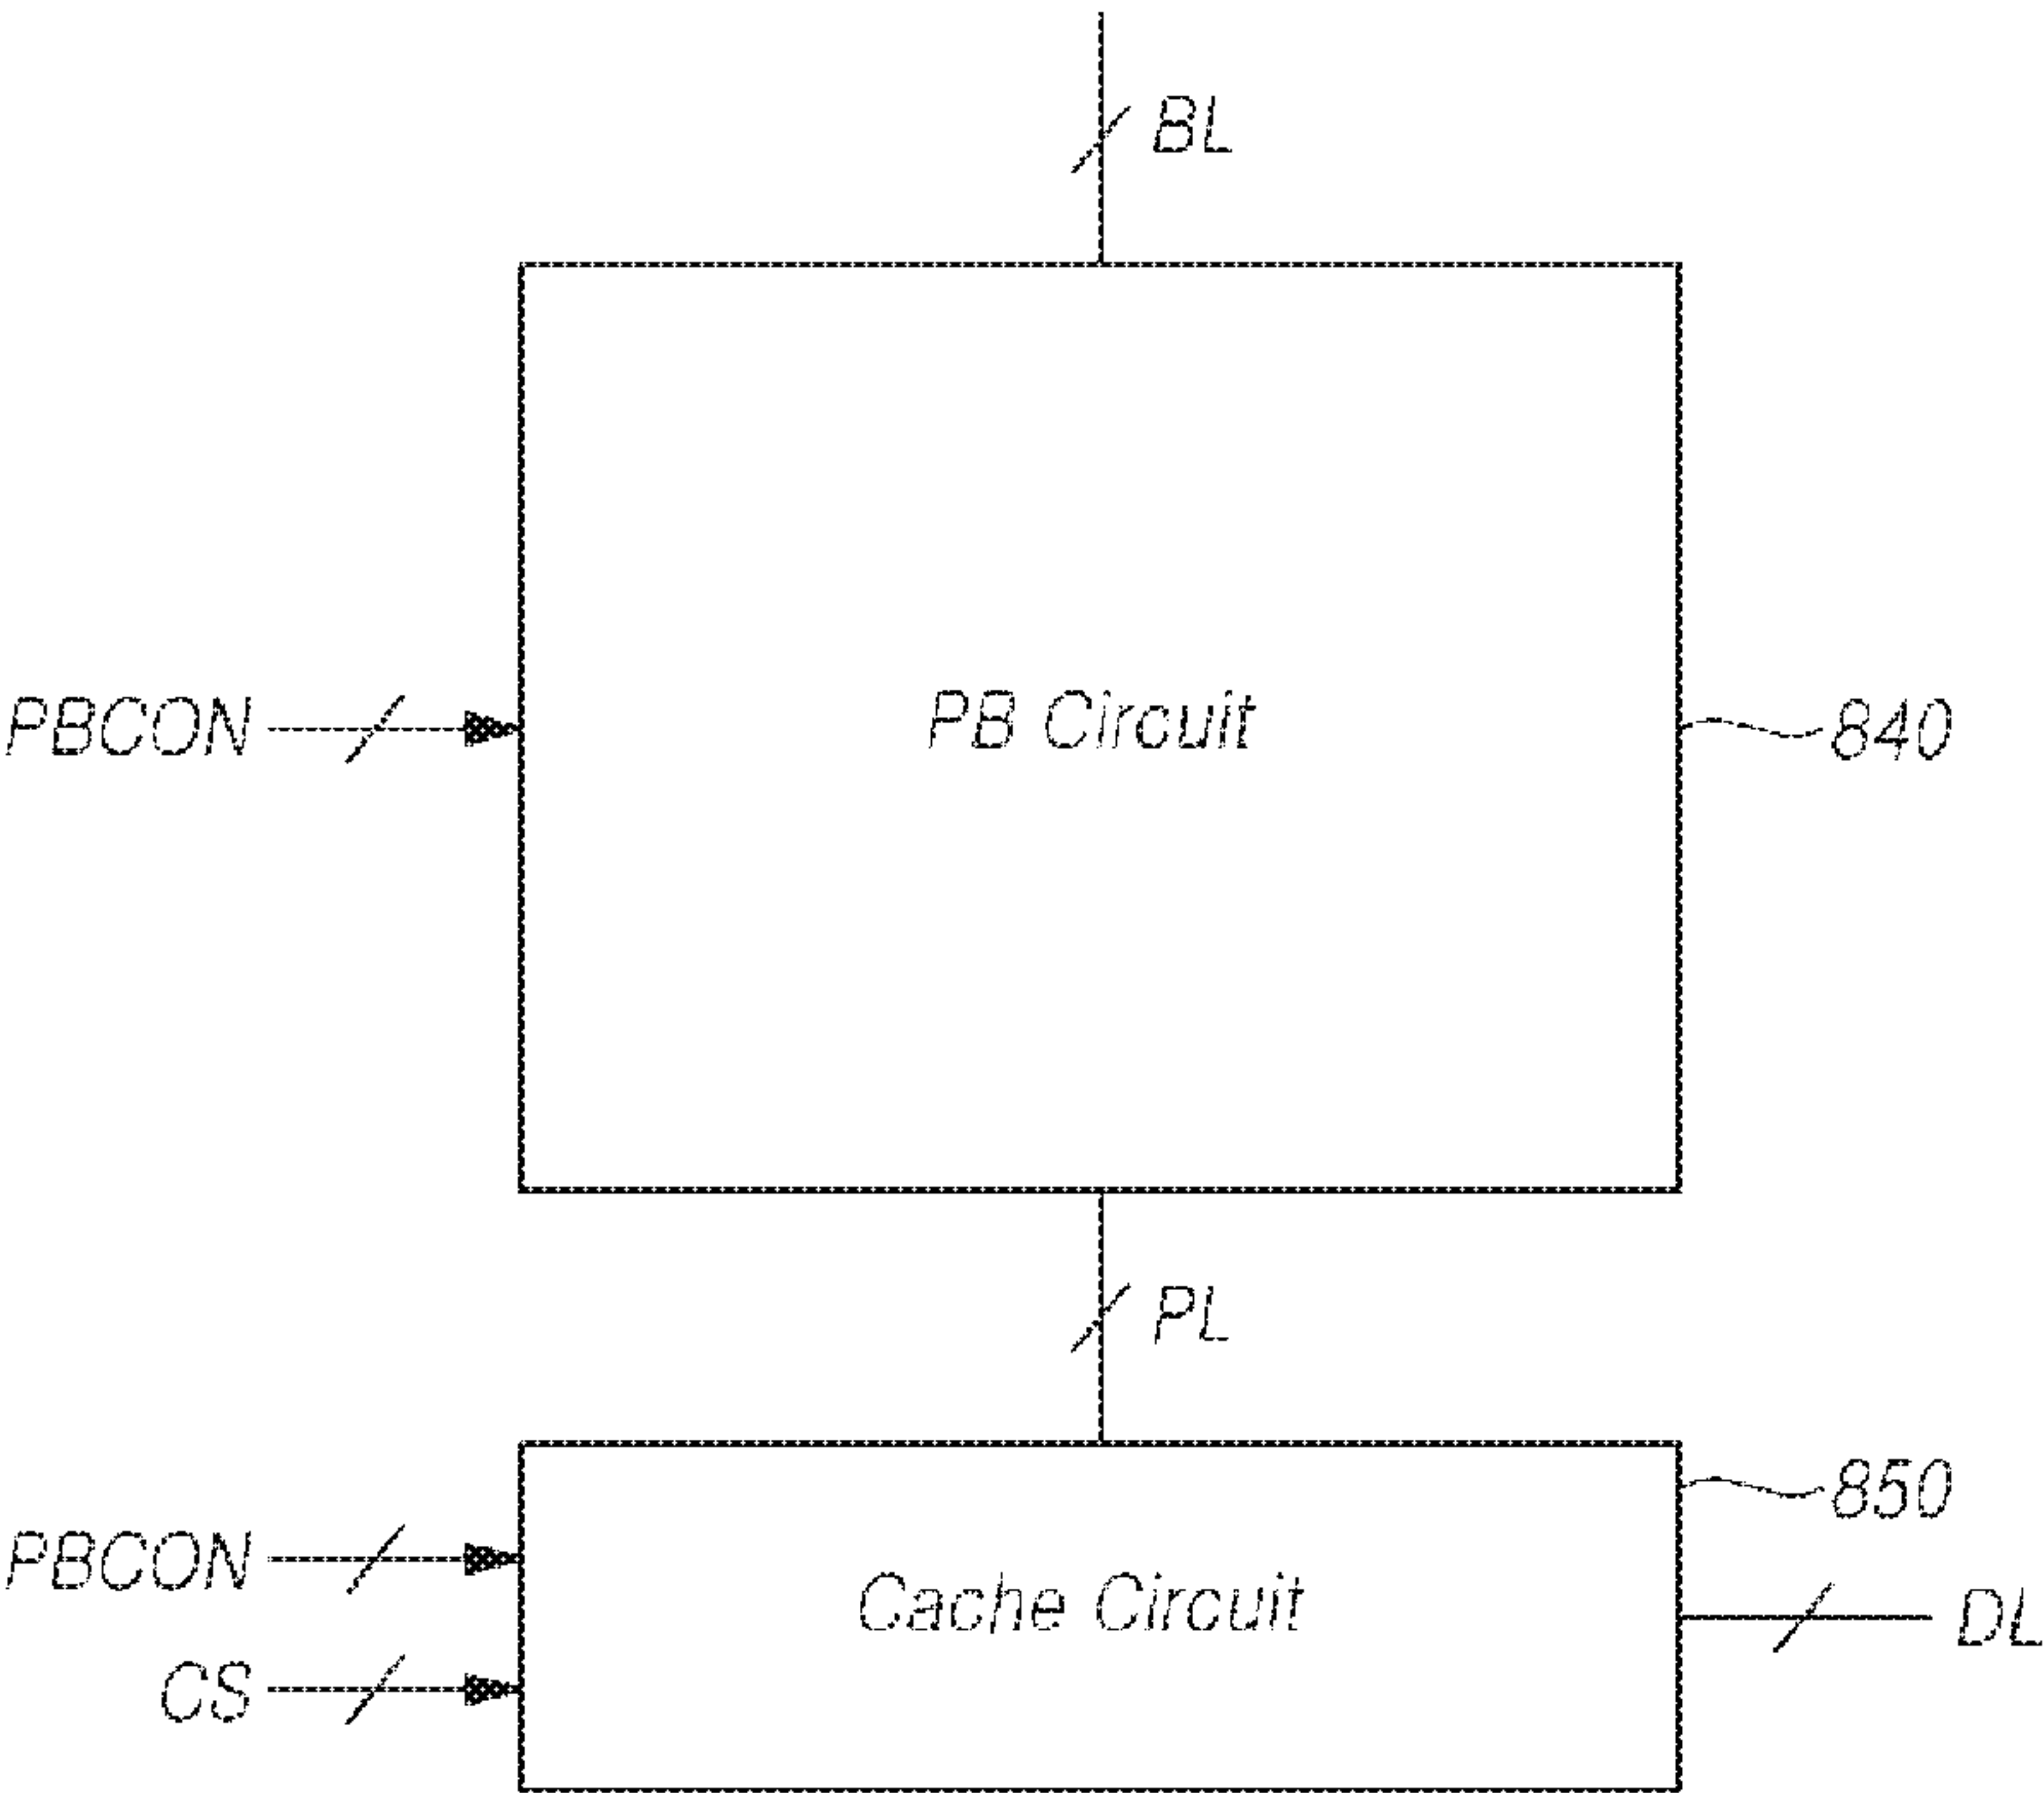 BL
PBCON
PB Circuit
840
PL
850
PBCON
Cache Circuit
DL
CS